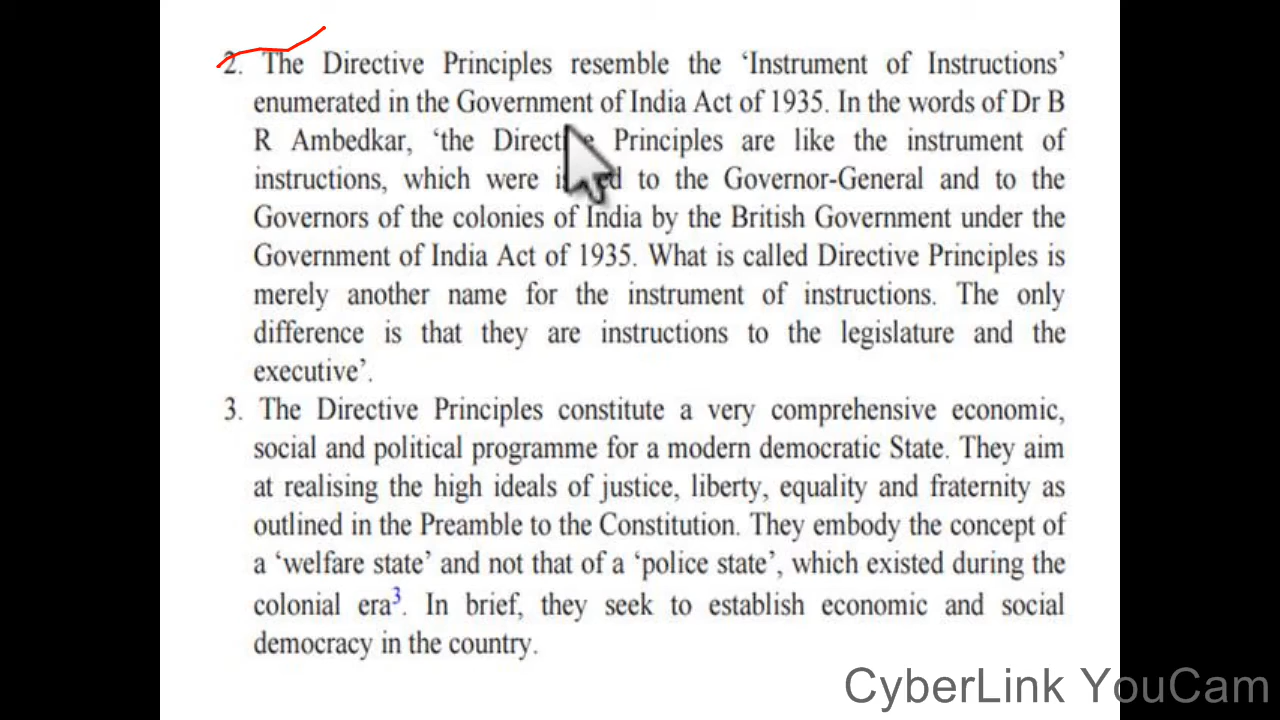 2. The Directive Principles resemble the ‘Instrument of Instructions’
enumerated in the Government of India Act of 1935. In the words of Dr B
R Ambedkar, ‘the Directive Principles are like the instrument of
instructions, which were issued to the Governor-General and to the
Governors of the colonies of India by the British Government under the
Government of India Act of 1935. What is called Directive Principles is
merely another name for the instrument of instructions. The only
difference is that they are instructions to the legislature and the
executive’.
3. The Directive Principles constitute a very comprehensive economic,
social and political programme for a modern democratic State. They aim
at realising the high ideals of justice, liberty, equality and fraternity as
outlined in the Preamble to the Constitution. They embody the concept of
a ‘welfare state’ and not that of a ‘police state’, which existed during the
colonial era3. In brief, they seek to establish economic and social
democracy in the country.
CyberLink YouCam